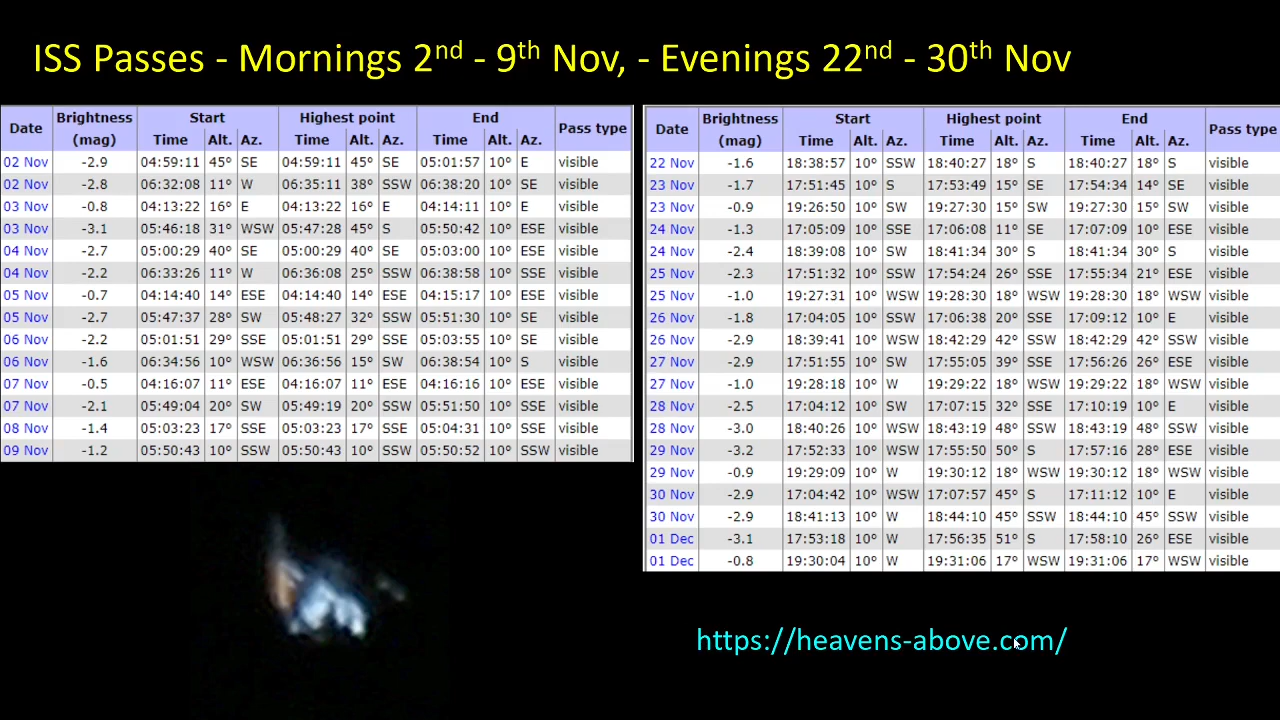 ISS Passes - Mornings 2nd - 9th Nov, - Evenings 22nd - 30th Nov
Date Brightness (mag) Start Highest point End Pass type
Time Alt. Az. Time Alt. Az. Time Alt. Az.
02 Nov -2.9 04:59:11 45° SE 04:59:11 45° SE 05:01:57 10° E visible
02 Nov -2.8 06:32:08 11° W 06:35:11 38° SSW 06:38:20 10° SE visible
03 Nov -0.8 04:13:22 16° E 04:13:22 16° E 04:14:11 10° E visible
03 Nov -3.1 05:46:18 31° WSW 05:47:28 45° S 05:50:42 10° ESE visible
04 Nov -2.7 05:00:29 40° SE 05:00:29 40° SE 05:03:00 10° ESE visible
04 Nov -2.2 06:33:26 11° W 06:36:08 25° SSW 06:38:58 10° SSE visible
05 Nov -0.7 04:14:40 14° ESE 04:14:40 14° ESE 04:15:17 10° ESE visible
05 Nov -2.7 05:47:37 28° SW 05:48:27 32° SSW 05:51:30 10° SE visible
06 Nov -2.2 05:01:51 29° SSE 05:01:51 29° SSE 05:03:55 10° SE visible
06 Nov -1.6 06:34:56 10° WSW 06:36:56 15° SW 06:38:54 10° S visible
07 Nov -0.5 04:16:07 11° ESE 04:16:07 11° ESE 04:16:16 10° ESE visible
07 Nov -2.1 05:49:04 20° SW 05:49:19 20° SSW 05:51:50 10° SSE visible
08 Nov -1.4 05:03:23 17° SSE 05:03:23 17° SSE 05:04:31 10° SSE visible
09 Nov -1.2 05:50:43 10° SSW 05:50:43 10° SSW 05:50:52 10° SSW visible
Date Brightness (mag) Start Highest point End Pass type
Time Alt. Az. Time Alt. Az. Time Alt. Az.
22 Nov -1.6 18:38:57 10° SSW 18:40:27 18° S 18:40:27 18° S visible
23 Nov -1.7 17:51:45 10° S 17:53:49 15° SE 17:54:34 14° SE visible
23 Nov -0.9 19:26:50 10° SW 19:27:30 15° SW 19:27:30 15° SW visible
24 Nov -1.3 17:05:09 10° SSE 17:06:08 11° SE 17:07:09 10° ESE visible
24 Nov -2.4 18:39:08 10° SW 18:41:34 30° S 18:41:34 30° S visible
25 Nov -2.3 17:51:32 10° SSW 17:54:24 26° SSE 17:55:34 21° ESE visible
25 Nov -1.0 19:27:31 10° WSW 19:28:30 18° WSW 19:28:30 18° WSW visible
26 Nov -1.8 17:04:05 10° SSW 17:06:38 20° SSE 17:09:12 10° E visible
26 Nov -2.9 18:39:41 10° WSW 18:42:29 42° SSW 18:42:29 42° SSW visible
27 Nov -2.9 17:51:55 10° SW 17:55:05 39° SSE 17:56:26 26° ESE visible
27 Nov -1.0 19:28:18 10° W 19:29:22 18° WSW 19:29:22 18° WSW visible
28 Nov -2.5 17:04:12 10° SW 17:07:15 32° SSE 17:10:19 10° E visible
28 Nov -3.0 18:40:26 10° WSW 18:43:19 48° SSW 18:43:19 48° SSW visible
29 Nov -3.2 17:52:33 10° WSW 17:55:50 50° S 17:57:16 28° ESE visible
29 Nov -0.9 19:29:09 10° W 19:30:12 18° WSW 19:30:12 18° WSW visible
30 Nov -2.9 17:04:42 10° WSW 17:07:57 45° S 17:11:12 10° E visible
30 Nov -2.9 18:41:13 10° W 18:44:10 45° SSW 18:44:10 45° SSW visible
01 Dec -3.1 17:53:18 10° W 17:56:35 51° S 17:58:10 26° ESE visible
01 Dec -0.8 19:30:04 10° W 19:31:06 17° WSW 19:31:06 17° WSW visible
https://heavens-above.com/